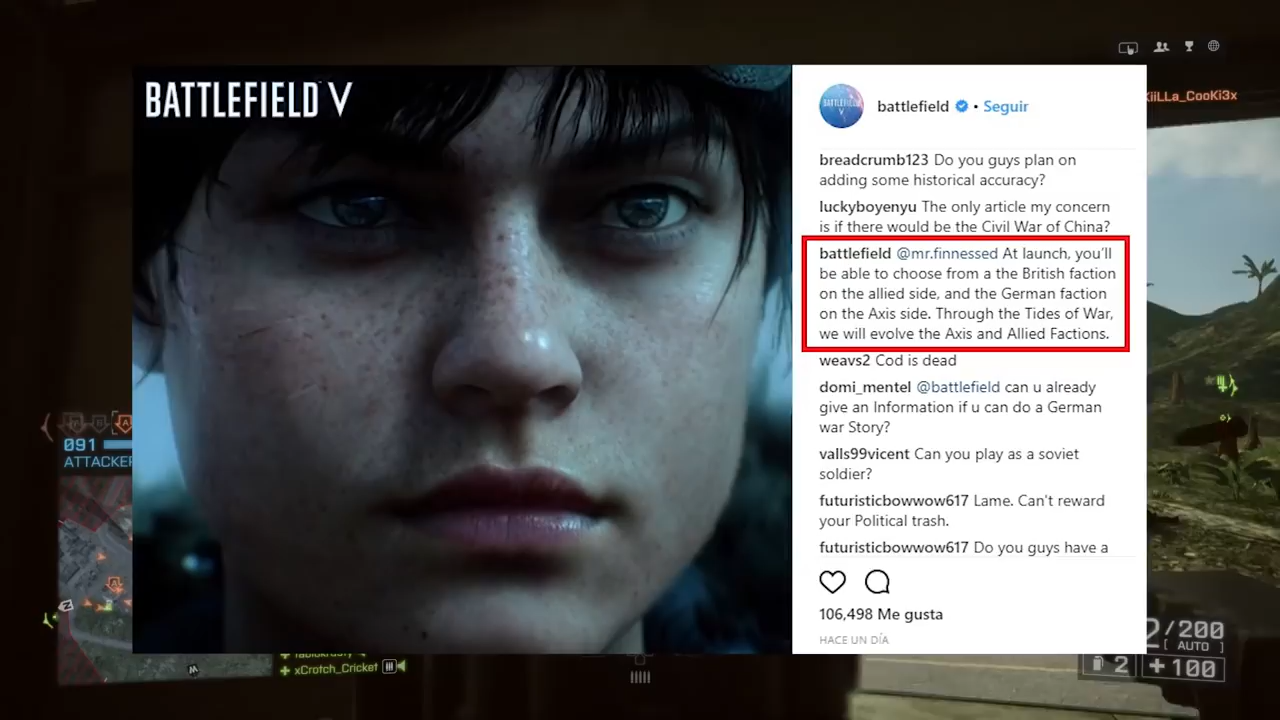 BATTLEFIELD V
battlefield • Seguir
breadcrumb123 Do you guys plan on
adding some historical accuracy?
luckyboyenyu The only article my concern
is if there would be the Civil War of China?
battlefield @mr.finnessed At launch, you'll
be able to choose from a the British faction
on the allied side, and the German faction
on the Axis side. Through the Tides of War,
we will evolve the Axis and Allied Factions.
weavs2 Cod is dead
domi_mentel @battlefield can u already
give an Information if u can do a German
war Story?
valls99vicent Can you play as a soviet
soldier?
futuristicbowwow617 Lame. Can't reward
your Political trash.
futuristicbowwow617 Do you guys have a
106,498 Me gusta
HACE UN DÍA
KiiLLa_CooKi3x
091
ATTACKER
xCrotch_Cricket
2/200
[ AUTO ]
2 +100